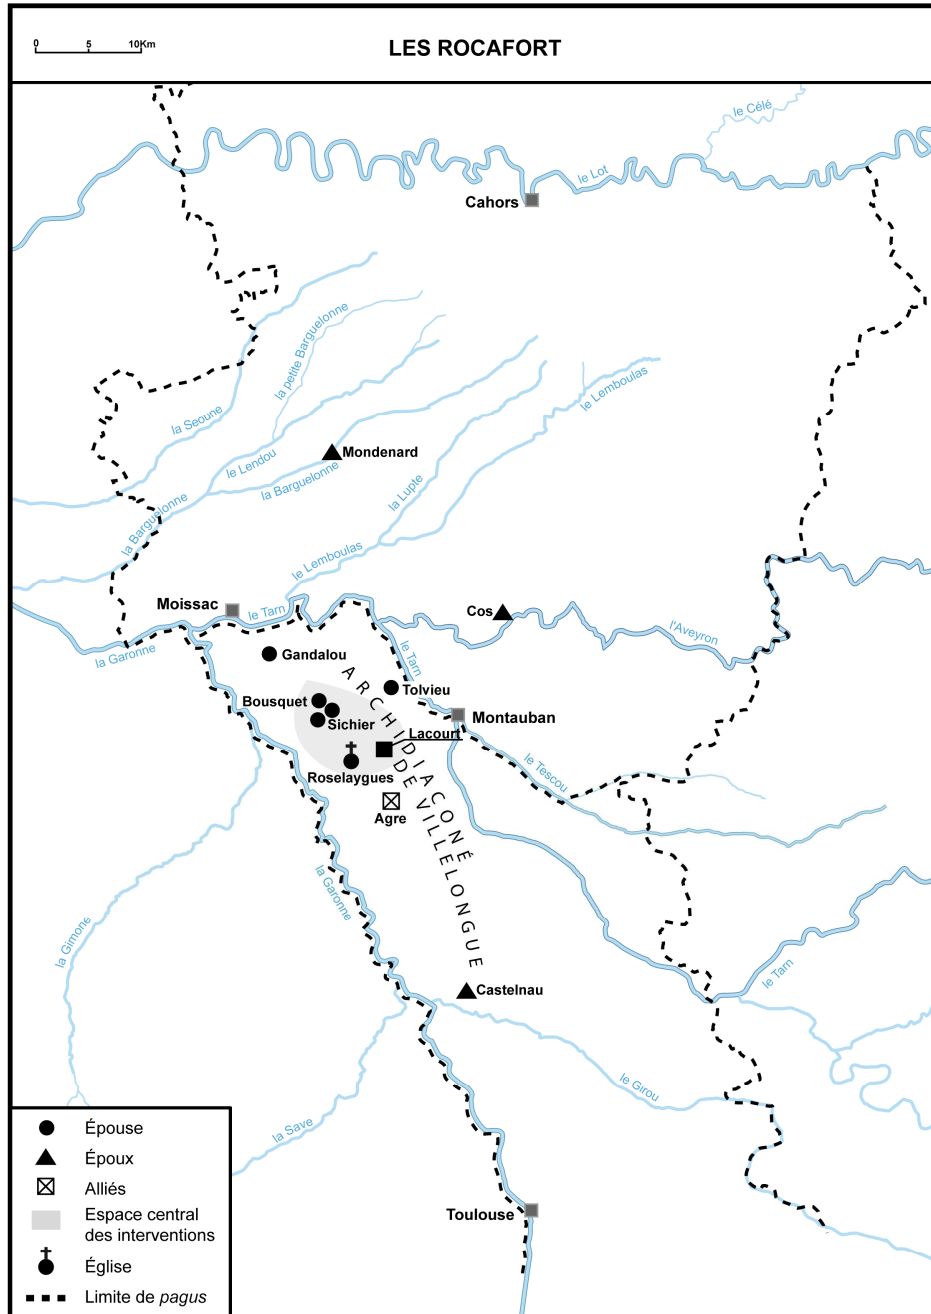 0 5 10Km
LES ROCAFORT
le Célé
le Lot
Cahors
la petite Barguelonne
la Seoune
le Lemboulas
Mondenard
le Lendou
la Barguelonne
la Lupte
la Barguelonne
le Lemboulas
Moissac
le Tarn
Cos
l'Aveyron
la Garonne
le Tarn
Gandalou
Tolvieu
Bousquet
Sichier
Montauban
Lacourt
Roselaygues
le Tescou
Agre
ARCHIDIACONÉ
DE VILLELONGUE
la Garonne
la Gimone
le Tarn
Castelnau
le Girou
la Save
Toulouse
Épouse
Époux
Alliés
Espace central
des interventions
Église
Limite de pagus